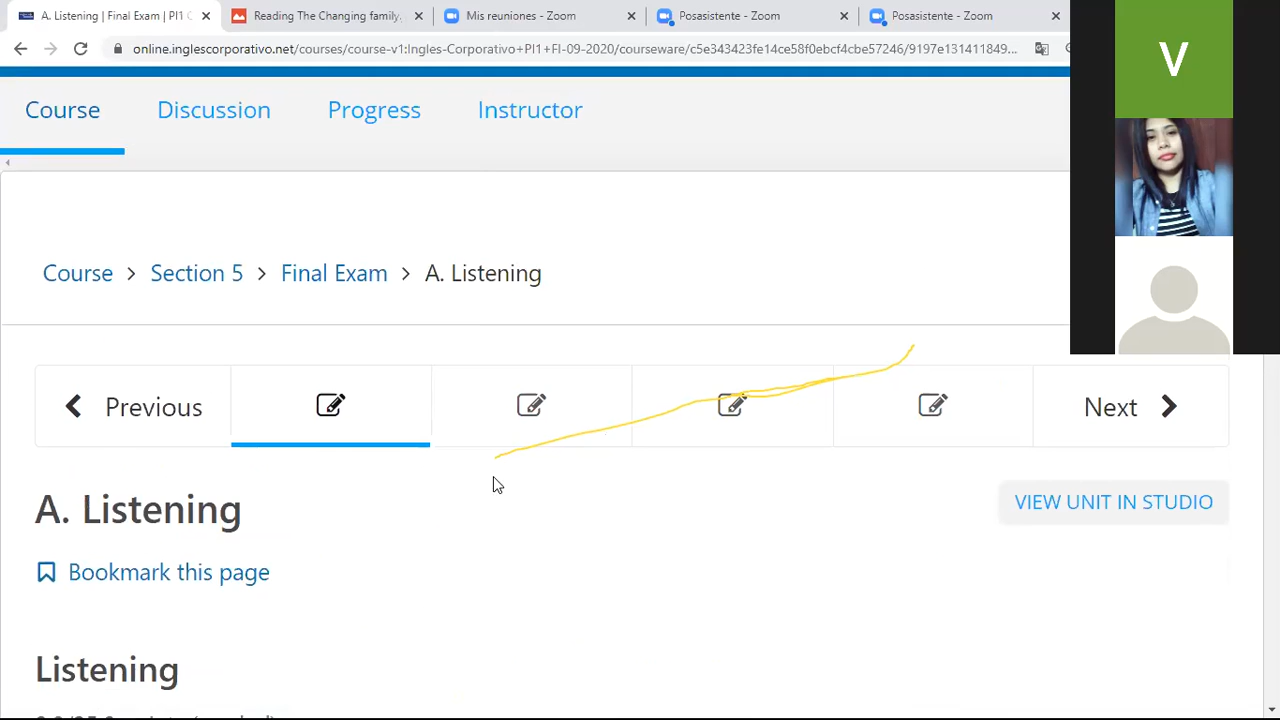 A. Listening | Final Exam | PI1 C
Reading The Changing family.
Mis reuniones - Zoom
Posasistente - Zoom
Posasistente - Zoom
online.inglescorporativo.net/courses/course-v1:Ingles-Corporativo+PI1+FI-09-2020/courseware/c5e343423fe14ce58f0ebcf4cbe57246/9197e131411849...
V
Course Discussion Progress Instructor
Course > Section 5 > Final Exam > A. Listening
Previous
Next
A. Listening
VIEW UNIT IN STUDIO
Bookmark this page
Listening